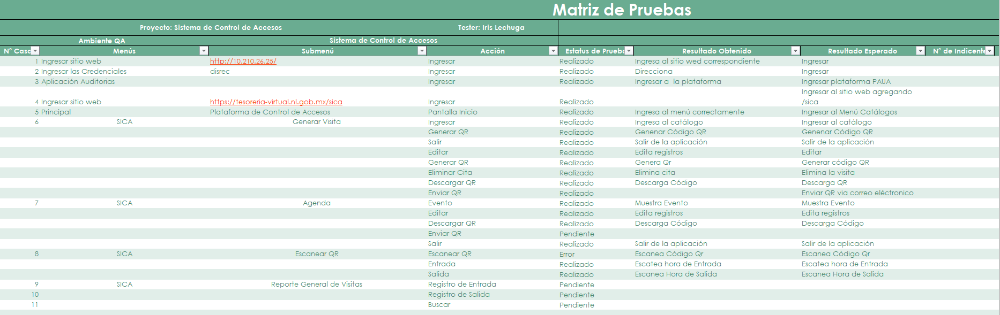 Matriz de Pruebas
Proyecto: Sistema de Control de Accesos Tester: Iris Lechuga
Ambiente QA Sistema de Control de Accesos
N° Caso Menús Submenú Acción Estatus de Prueba Resultado Obtenido Resultado Esperado N° de Indicente
1 Ingresar sitio web http://10.210.26.25/ Ingresar Realizado Ingresa al sitio wed correspondiente Ingresar
2 Ingresar las Credenciales disrec Ingresar Realizado Direcciona Ingresar
3 Aplicación Auditorias Ingresar Realizado Ingresar a la plataforma Ingresar plataforma PAUA
Ingresar al sitio web agregando
4 Ingresar sitio web https://tesoreria-virtual.nl.gob.mx/sica Ingresar Realizado /sica
5 Principal Plataforma de Control de Accesos Pantalla Inicio Realizado Ingresa al menú correctamente Ingresar al Menú Catálogos
6 SICA Generar Visita Ingresar Realizado Ingresa al catálogo Ingresar al catálogo
Generar QR Realizado Genenar Código QR Genenar Código QR
Salir Realizado Salir de la aplicación Salir de la aplicación
Editar Realizado Edita registros Editar
Generar QR Realizado Genera Qr Generar código QR
Eliminar Cita Realizado Elimina cita Elimina la visita
Descargar QR Realizado Descarga Código Descarga QR
Enviar QR Realizado Enviar QR via correo eléctronico
7 SICA Agenda Evento Realizado Muestra Evento Muestra Evento
Editar Realizado Edita registros Edita registros
Descargar QR Realizado Descarga Código Descarga Código
Enviar QR Pendiente
Salir Realizado Salir de la aplicación Salir de la aplicación
8 SICA Escanear QR Escanear QR Error Escanea Código Qr Escanea Código Qr
Entrada Realizado Escatea hora de Entrada Escatea hora de Entrada
Salida Realizado Escanea Hora de Salida Escanea Hora de Salida
9 SICA Reporte General de Visitas Registro de Entrada Pendiente
10 Registro de Salida Pendiente
11 Buscar Pendiente